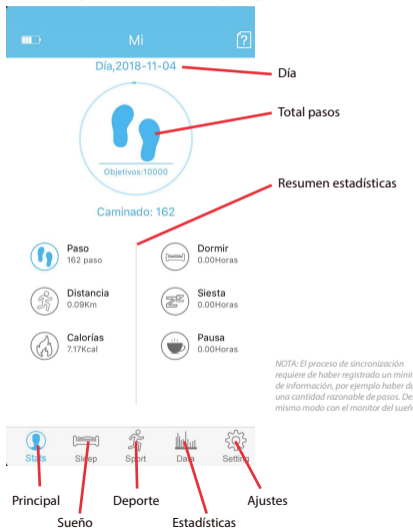 Mi
Día,2018-11-04
Día
Total pasos
Objetivos:10000
Resumen estadísticas
Caminado: 162
Paso
162 paso
Dormir
0.00Horas
Distancia
0.09Km
Siesta
0.00Horas
Calorías
7.17Kcal
Pausa
0.00Horas
NOTA: El proceso de sincronización
requiere de haber registrado un
de información, por ejemplo haber
una cantidad razonable de pasos.
mismo modo con el monitor del
Stats
Sleep
Sport
Data
Setting
Principal
Deporte
Ajustes
Sueño
Estadísticas